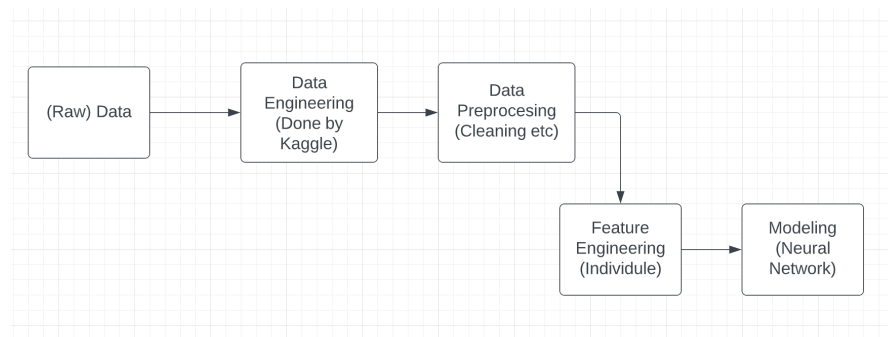 (Raw) Data
Data
Engineering
(Done by
Kaggle)
Data
Preprocesing
(Cleaning etc)
Feature
Engineering
(Individule)
Modeling
(Neural
Network)